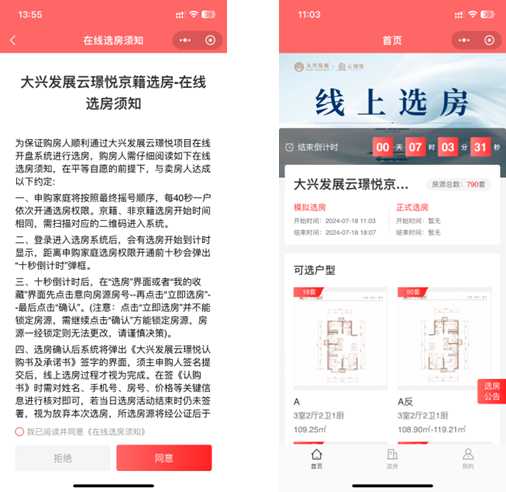 13:55
在线选房须知
大兴发展云璟悦京籍选房-在线
选房须知
为保证购房人顺利通过大兴发展云璟悦项目在线
开盘系统进行选房，购房人需仔细阅读如下在线
选房须知，在平等自愿的前提下，与卖房人达成
以下约定：
一、申购家庭将按照最终摇号顺序，每40秒一户
依次开通选房权限。京籍、非京籍选房开始时间
相同，需扫描对应的二维码进入系统。
二、登录进入选房系统后，会有选房开始到计时
显示，距离申购家庭选房权限开通前十秒会弹出
“十秒倒计时”弹框。
三、十秒倒计时后，在“选房”界面或者“我的收
藏”界面先点击意向房源房号--再点击“立即选房”-
-最后点击“确认”。(注意：点击“立即选房”并不能
锁定房源，需继续点击“确认”方能锁定房源，房
源一经锁定则无法更改，请谨慎决策)。
四、选房确认后系统将弹出《大兴发展云璟悦认
购书及承诺书》签字的界面，须主申购人签名提
交后，线上选房过程才视为完成。在签《认购
书》时需对姓名、手机号、房号、价格等关键信
息进行核对即可，若当日选房活动结束时仍未签
署，视为放弃本次选房，所选房源将经公证后于
我已阅读并同意《在线选房须知》
拒绝 同意
11:03
首页
大兴发展 云璟悦
线上选房
结束倒计时 00 天 07 时 03 分 31 秒
大兴发展云璟悦京... 房源总数：790套
模拟选房 正式选房
开始时间：2024-07-18 11:03 开始时间：暂无
结束时间：2024-07-18 18:07 结束时间：暂无
可选户型
18套 50套
A A反
3室2厅2卫1厨 3室2厅2卫1厨
109.25㎡ 108.90㎡-119.21㎡
选房
公告
首页 选房 我的